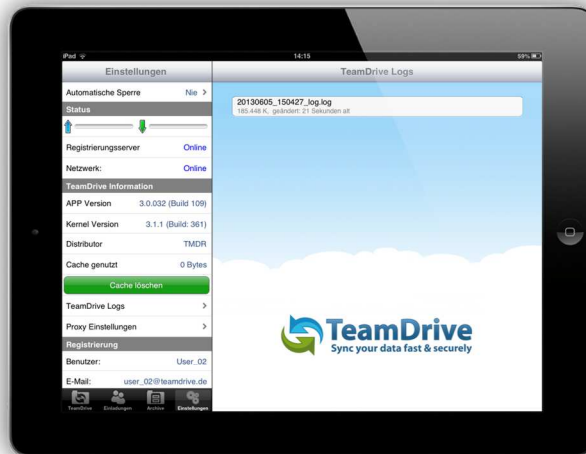 iPad
14:15
59%
Einstellungen
TeamDrive Logs
Automatische Sperre Nie
Status
Registrierungsserver Online
Netzwerk: Online
TeamDrive Information
APP Version 3.0.032 (Build 109)
Kernel Version 3.1.1 (Build: 361)
Distributor TMDR
Cache genutzt 0 Bytes
Cache löschen
TeamDrive Logs
Proxy Einstellungen
Registrierung
Benutzer: User_02
E-Mail: user_02@teamdrive.de
TeamDrive Einladungen Archive Einstellungen
20130605_150427_log.log
185.448 K, geändert: 21 Sekunden alt
TeamDrive
Sync your data fast & securely